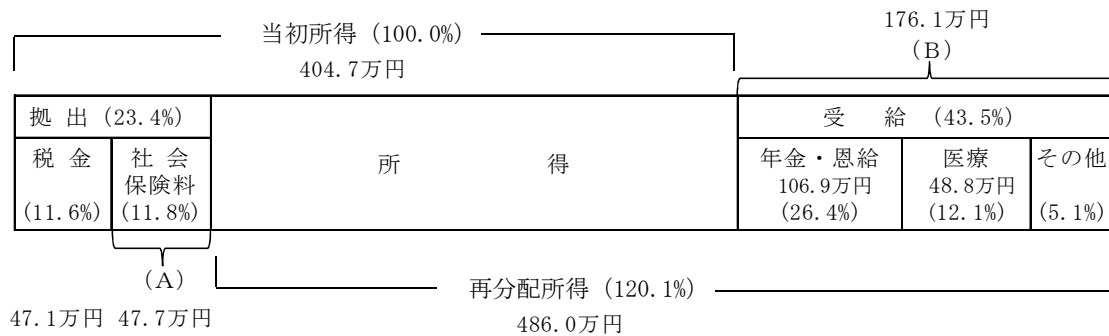 176.1万円
当初所得 (100.0%)
(B)
404.7万円
拠 出 (23.4%)
受 給 (43.5%)
税 金
社 会
保険料
所 得
年金・恩給
106.9万円
医療
48.8万円
その他
(11.6%)
(11.8%)
(26.4%)
(12.1%)
(5.1%)
(A)
再分配所得 (120.1%)
47.1万円 47.7万円
486.0万円